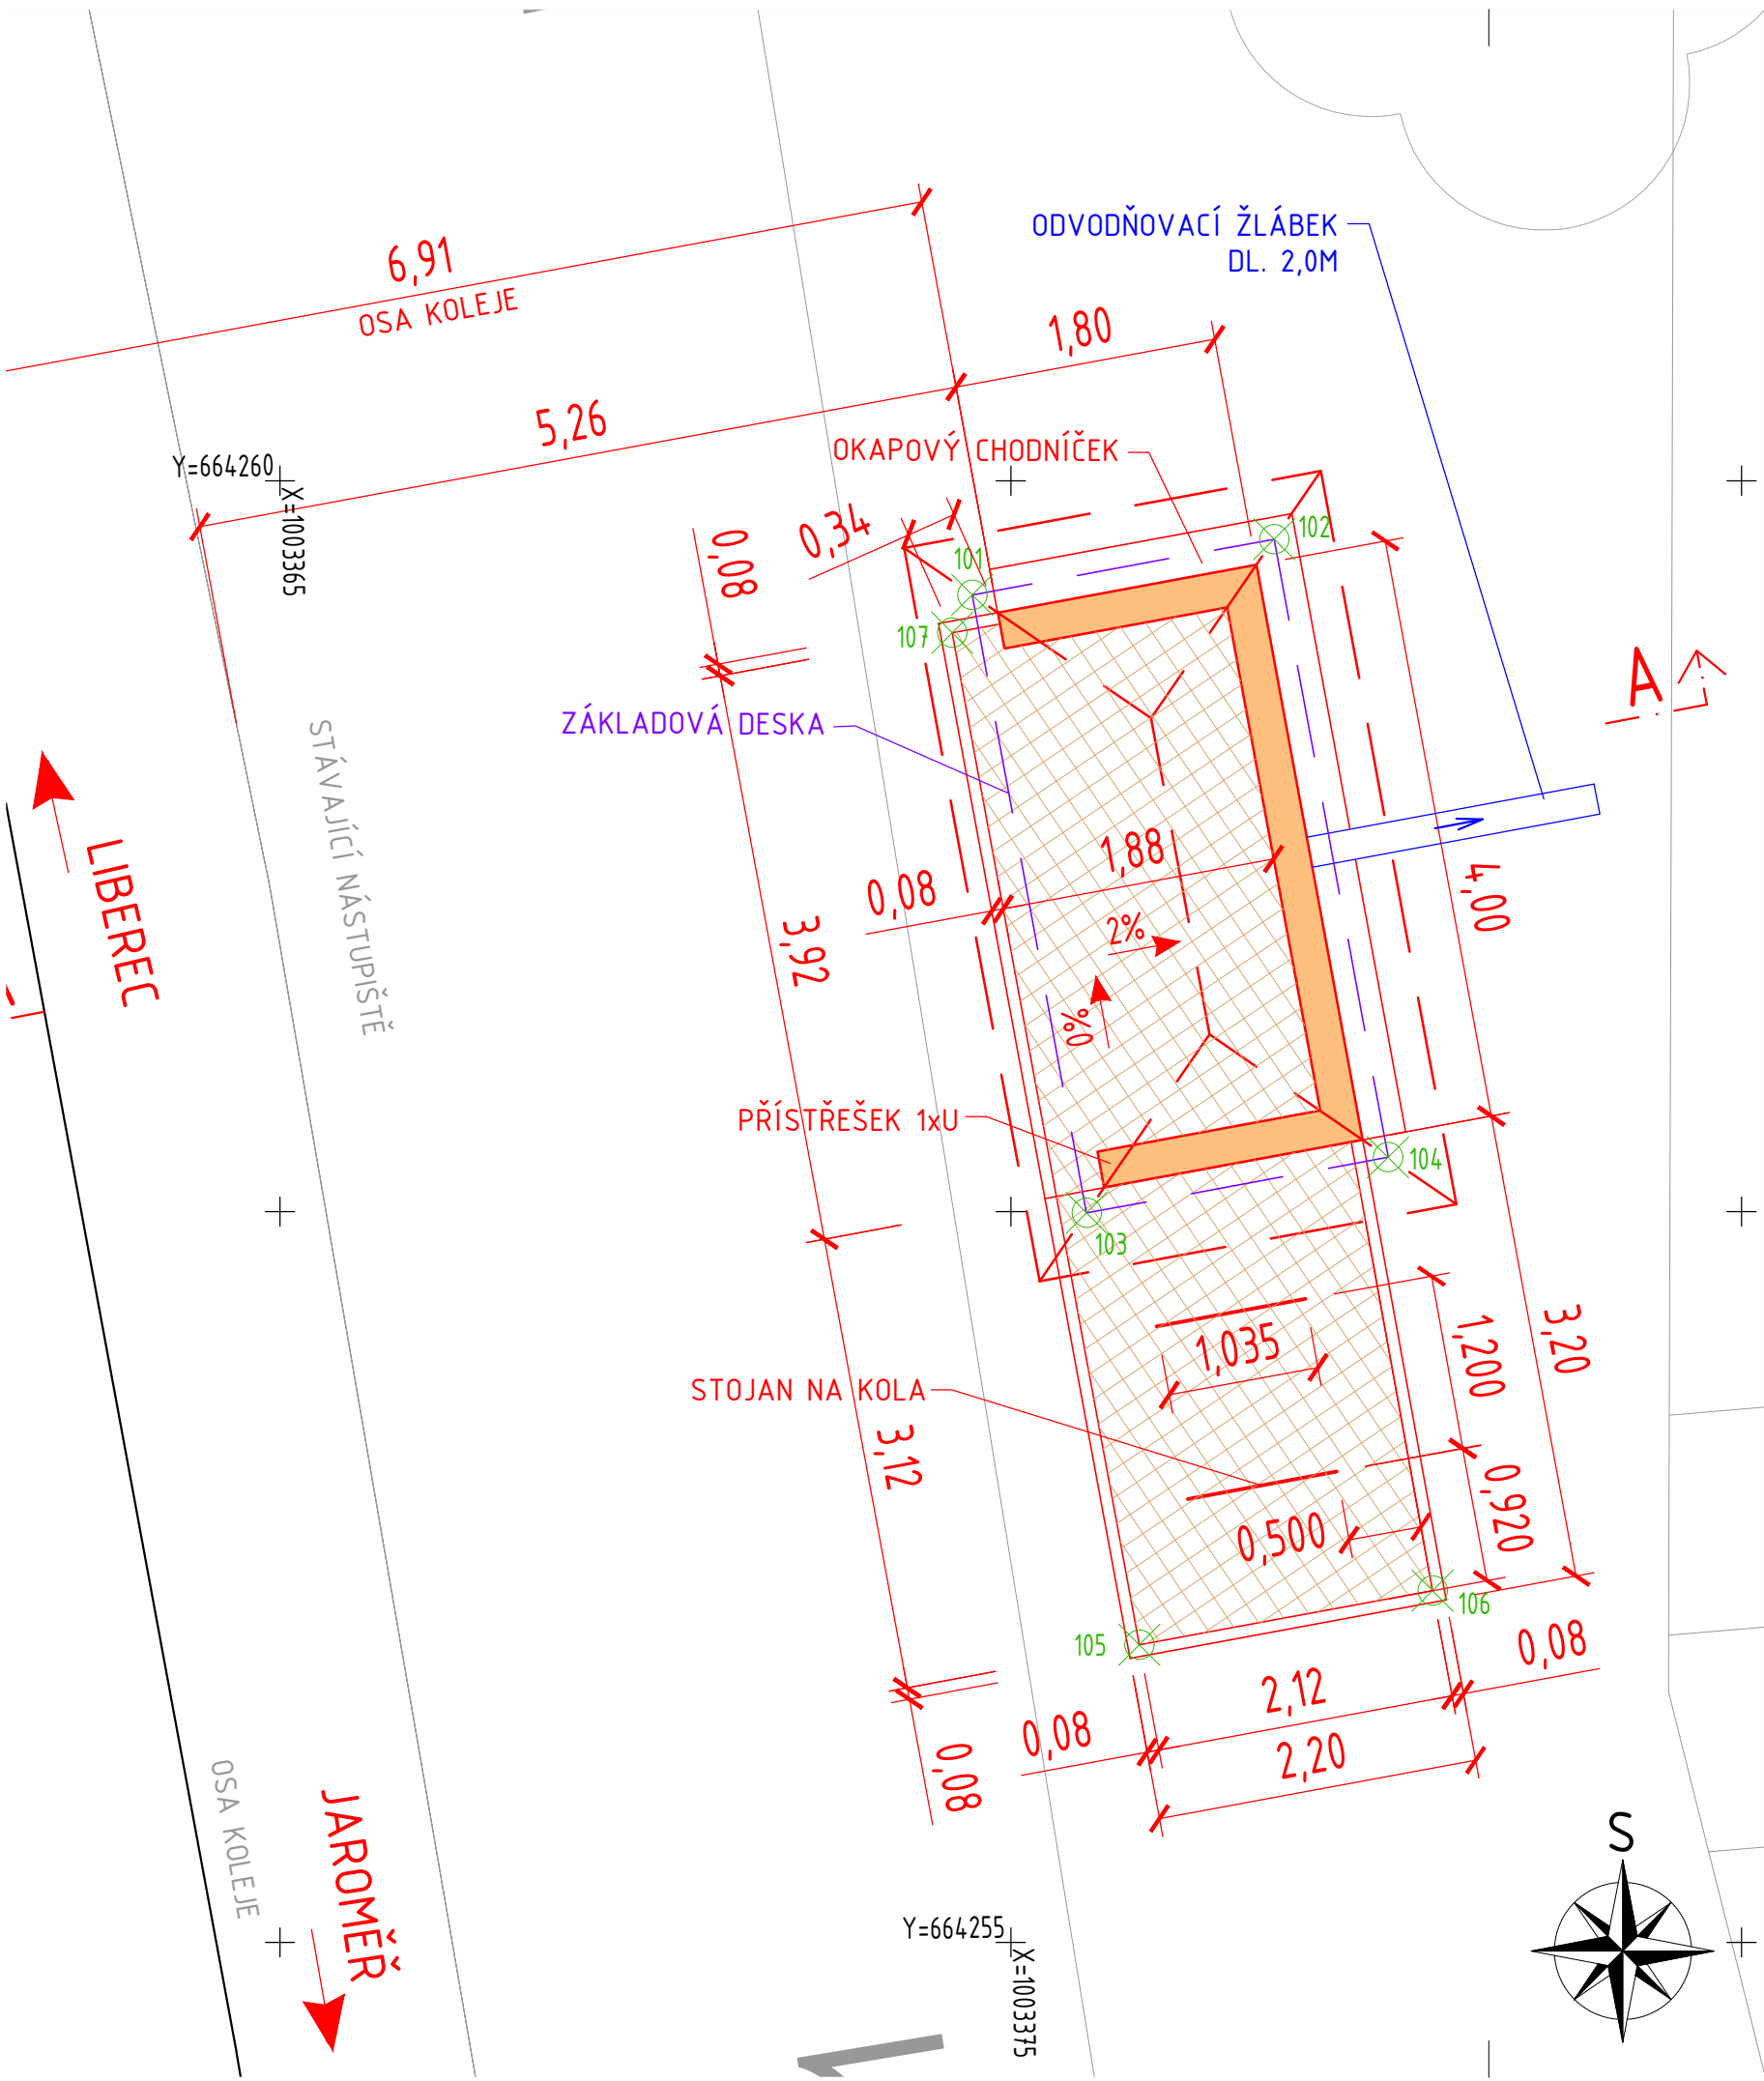 6,91
OSA KOLEJE
5,26
1,80
ODVODŇOVACÍ ŽLÁBEK
DL. 2,0M
OKAPOVÝ CHODNÍČEK
Y=664260
X=1003365
0,34
0,08
101
102
107
ZÁKLADOVÁ DESKA
A
STÁVAJÍCÍ NÁSTUPIŠTĚ
LIBEREC
1,88
0,08
4,00
3,92
2%
0%
PŘÍSTŘEŠEK 1xU
104
103
1,035
1,200
3,20
STOJAN NA KOLA
3,12
0,920
0,500
106
105
0,08
2,12
0,08
2,20
0,08
OSA KOLEJE
JAROMĚŘ
S
Y=664255
X=1003375